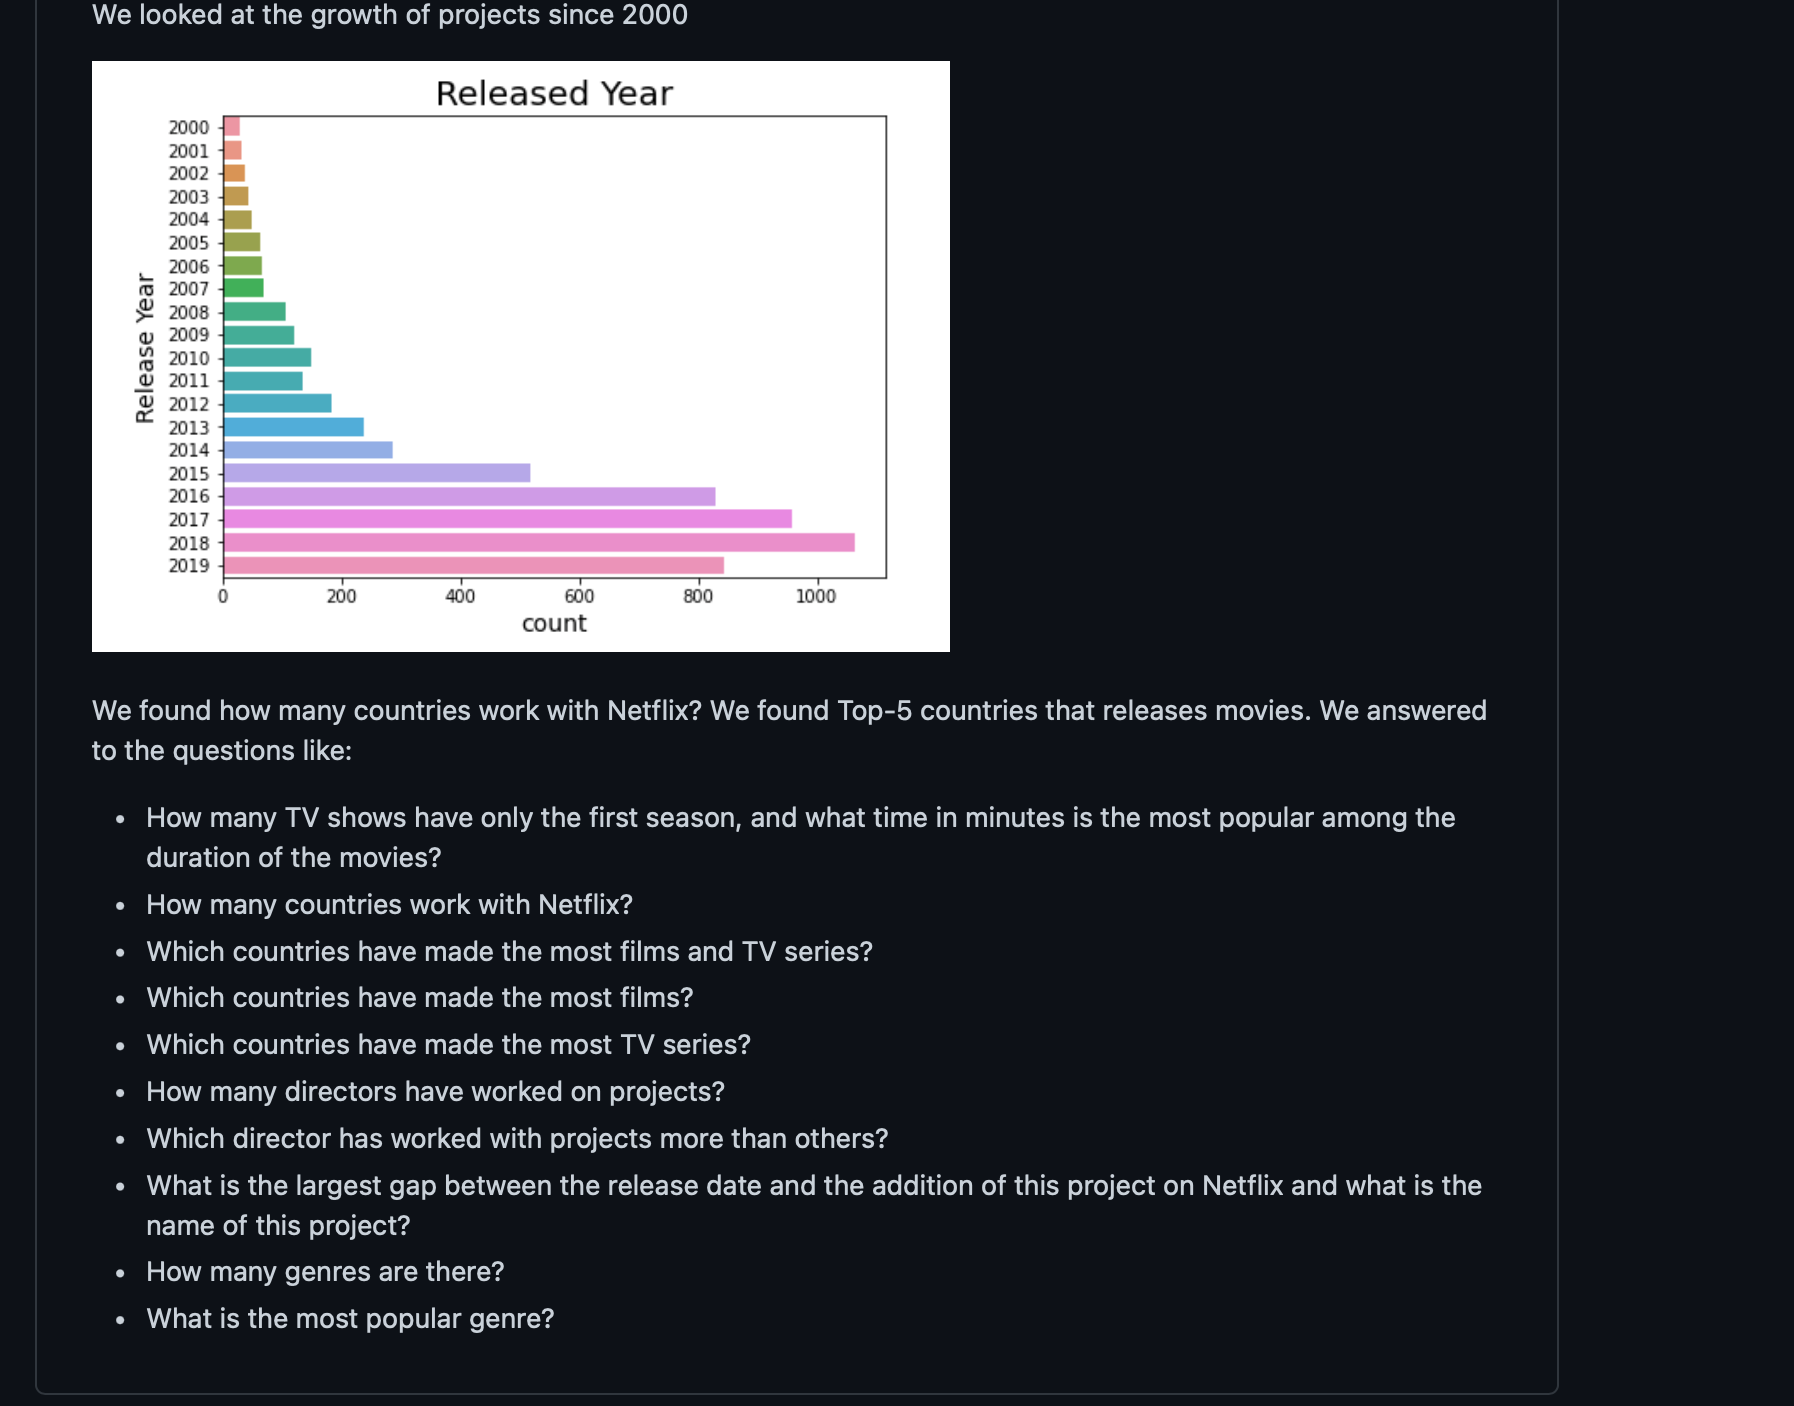 We looked at the growth of projects since 2000
Released Year
Release Year
2000
2001
2002
2003
2004
2005
2006
2007
2008
2009
2010
2011
2012
2013
2014
2015
2016
2017
2018
2019
0 200 400 600 800 1000
count
We found how many countries work with Netflix? We found Top-5 countries that releases movies. We answered
to the questions like:
• How many TV shows have only the first season, and what time in minutes is the most popular among the
duration of the movies?
• How many countries work with Netflix?
• Which countries have made the most films and TV series?
• Which countries have made the most films?
• Which countries have made the most TV series?
• How many directors have worked on projects?
• Which director has worked with projects more than others?
• What is the largest gap between the release date and the addition of this project on Netflix and what is the
name of this project?
• How many genres are there?
• What is the most popular genre?